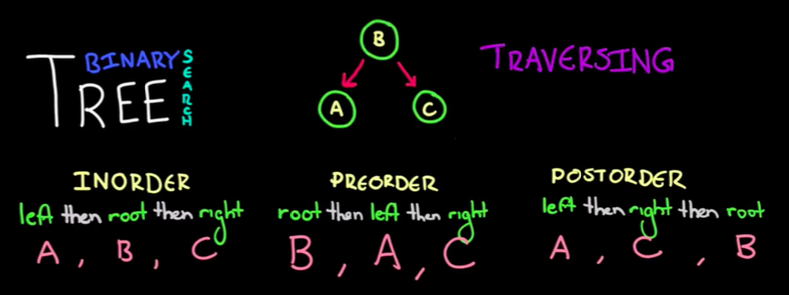 BINARY
SEARCH
TREE
B
A C
TRAVERSING
INORDER
left then root then right
A , B , C
PREORDER
root then left then right
B , A , C
POSTORDER
left then right then root
A , C , B